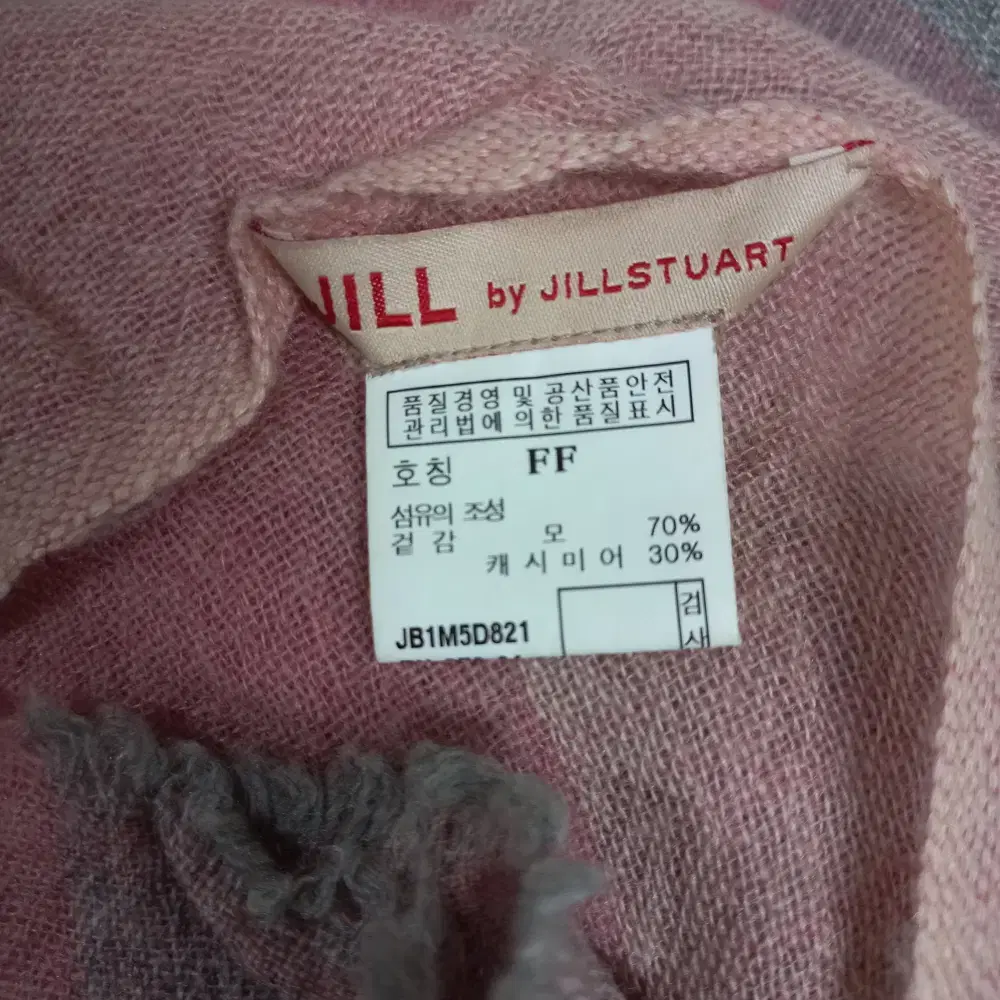 JILL by JILLSTUART
품질경영 및 공산품안전
관리법에 의한 품질표시
호칭 FF
섬유의 조성
겉 감 모 70%
캐시미어 30%
JB1M5D821
검사